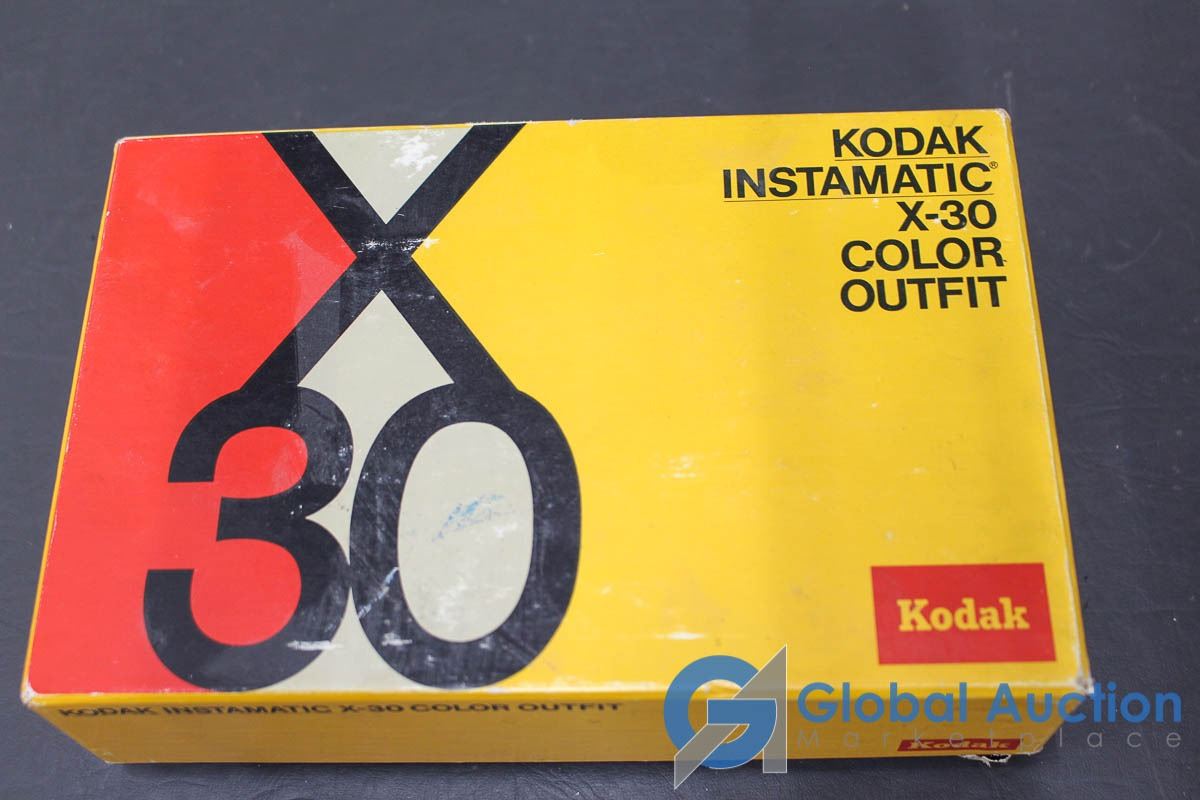 KODAK
INSTAMATIC®
X-30
COLOR
OUTFIT
X
30
Kodak
KODAK INSTAMATIC X-30 COLOR OUTFIT
Kodak
Global Auction
Marketplace